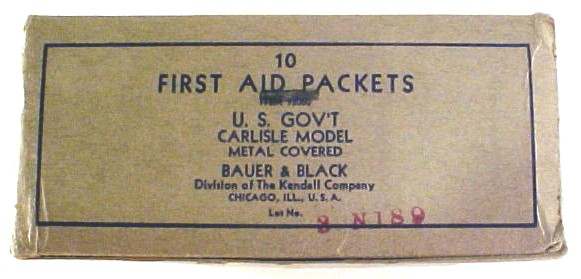 10
FIRST AID PACKETS
U. S. GOV'T
CARLISLE MODEL
METAL COVERED
BAUER & BLACK
Division of The Kendall Company
CHICAGO, ILL., U. S. A.
Lot No. 3 N189